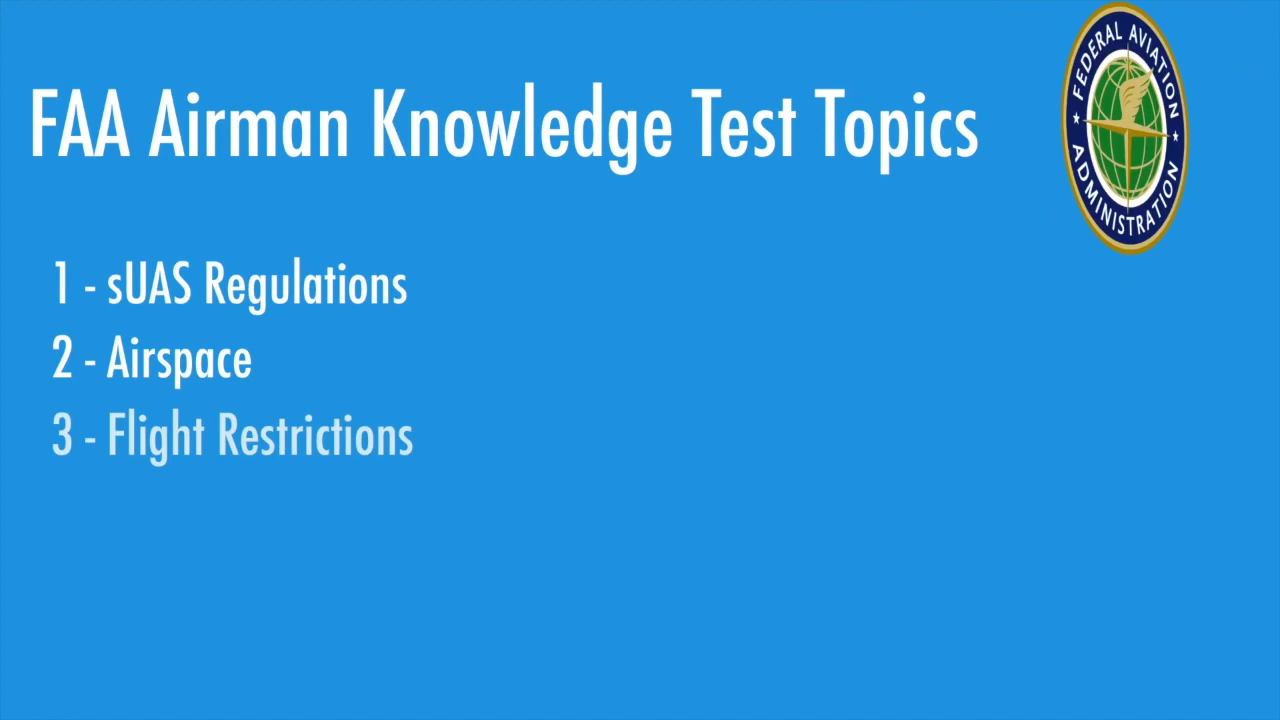 FAA Airman Knowledge Test Topics
FEDERAL AVIATION
ADMINISTRATION
1 - sUAS Regulations
2 - Airspace
3 - Flight Restrictions